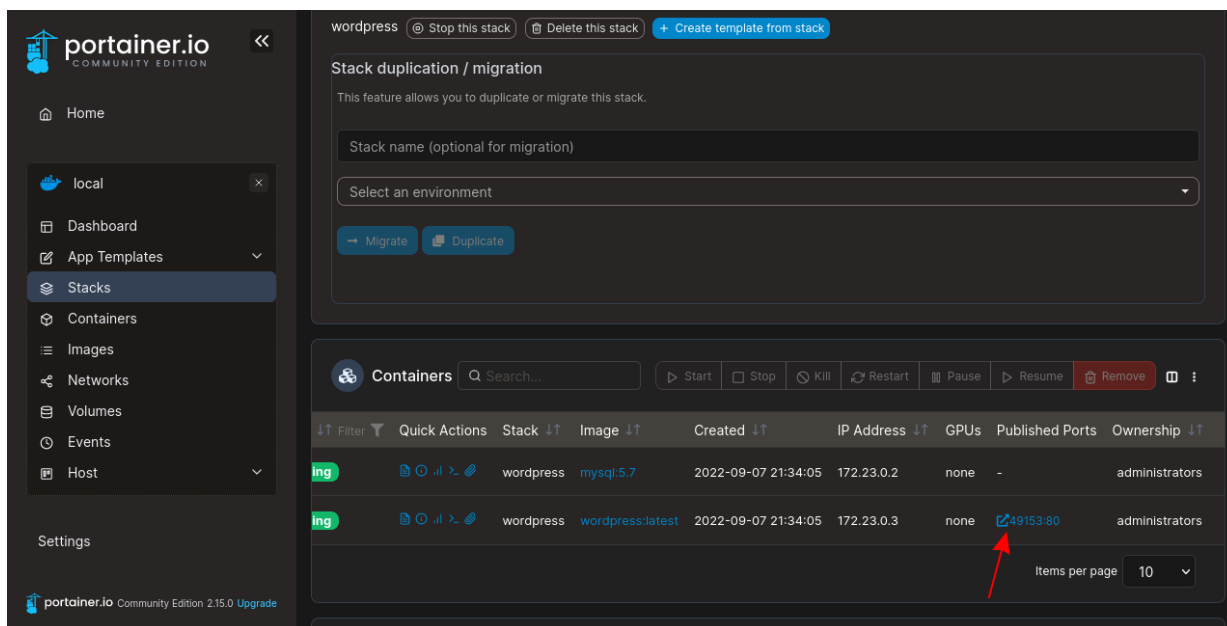 portainer.io
COMMUNITY EDITION
Home
local
Dashboard
App Templates
Stacks
Containers
Images
Networks
Volumes
Events
Host
Settings
portainer.io Community Edition 2.15.0 Upgrade
wordpress Stop this stack Delete this stack + Create template from stack
Stack duplication / migration
This feature allows you to duplicate or migrate this stack.
Stack name (optional for migration)
Select an environment
Migrate Duplicate
Containers Search... Start Stop Kill Restart Pause Resume Remove
Filter Quick Actions Stack Image Created IP Address GPUs Published Ports Ownership
ing wordpress mysql:5.7 2022-09-07 21:34:05 172.23.0.2 none - administrators
ing wordpress wordpress:latest 2022-09-07 21:34:05 172.23.0.3 none 49153:80 administrators
Items per page 10